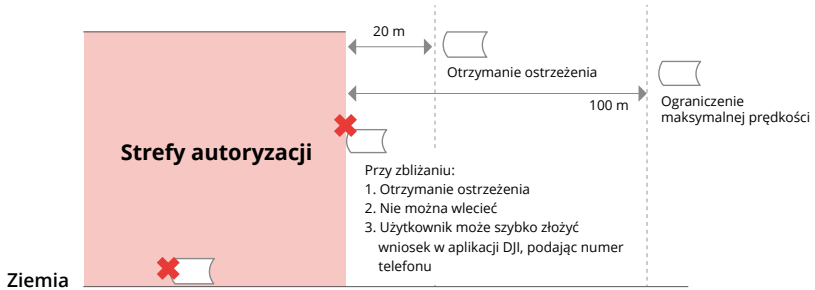 20 m
Otrzymanie ostrzeżenia
100 m
Ograniczenie
maksymalnej prędkości
Strefy autoryzacji
Przy zbliżaniu:
1. Otrzymanie ostrzeżenia
2. Nie można wlecieć
3. Użytkownik może szybko złożyć
wniosek w aplikacji DJI, podając numer
telefonu
Ziemia